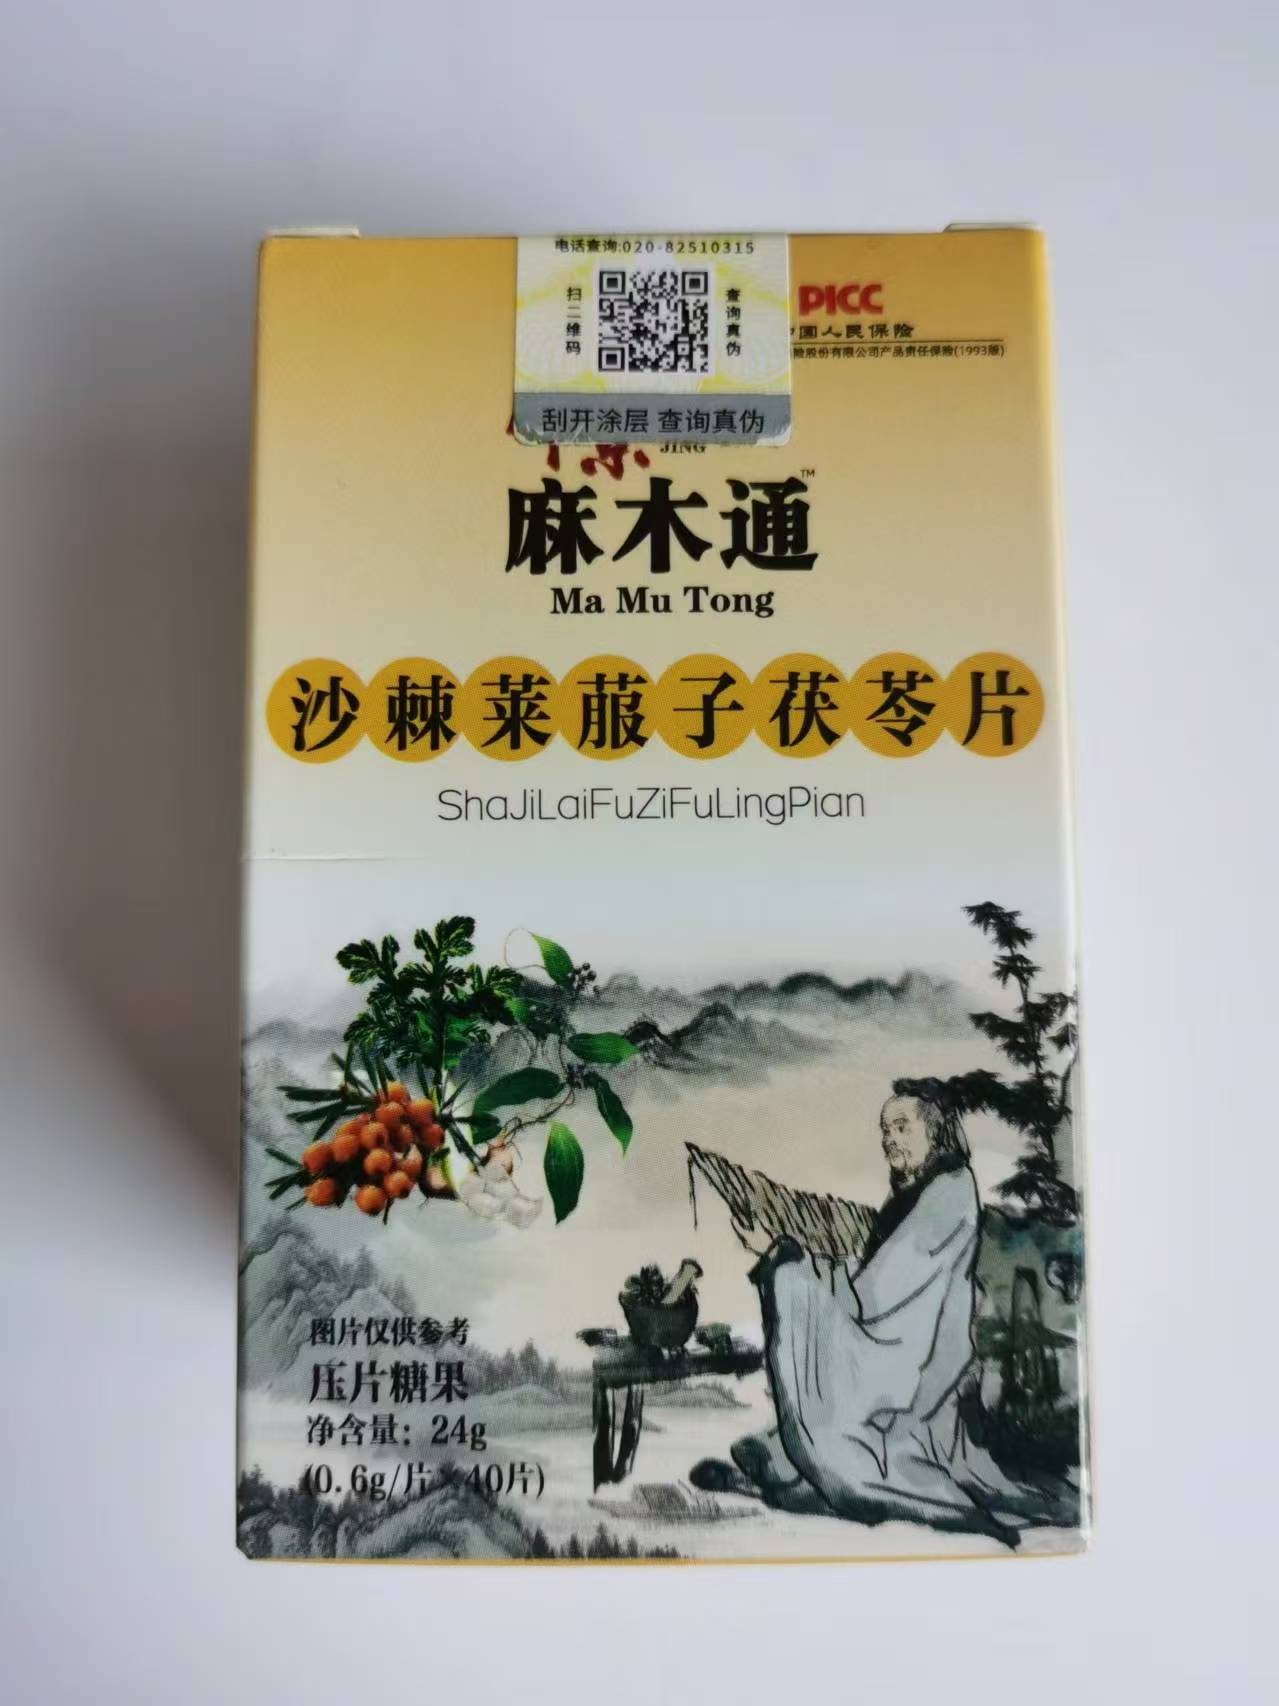 电话查询:020-82510315
扫二维码
查询真伪
刮开涂层 查询真伪
PICC
国人民保险
险股份有限公司产品责任保险(1993版)
京
JING
麻木通™
Ma Mu Tong
沙棘莱菔子茯苓片
ShaJiLaiFuZiFuLingPian
图片仅供参考
压片糖果
净含量：24g
(0.6g/片×40片)